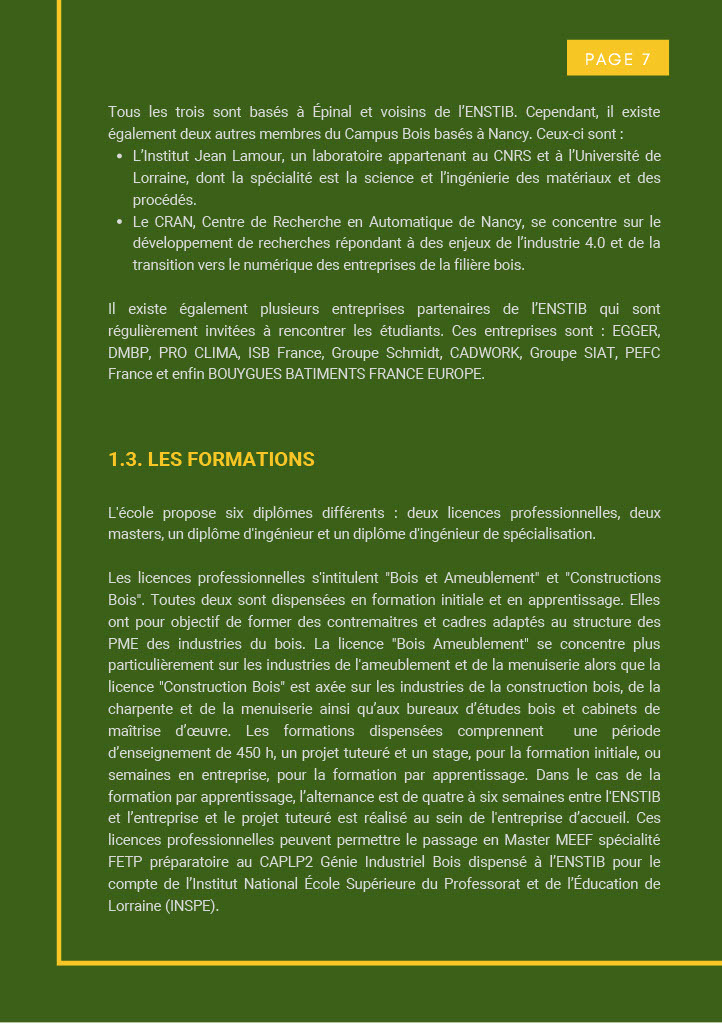 PAGE 7
Tous les trois sont basés à Épinal et voisins de l’ENSTIB. Cependant, il existe
également deux autres membres du Campus Bois basés à Nancy. Ceux-ci sont :
• L’Institut Jean Lamour, un laboratoire appartenant au CNRS et à l’Université de
Lorraine, dont la spécialité est la science et l’ingénierie des matériaux et des
procédés.
• Le CRAN, Centre de Recherche en Automatique de Nancy, se concentre sur le
développement de recherches répondant à des enjeux de l’industrie 4.0 et de la
transition vers le numérique des entreprises de la filière bois.
Il existe également plusieurs entreprises partenaires de l’ENSTIB qui sont
régulièrement invitées à rencontrer les étudiants. Ces entreprises sont : EGGER,
DMBP, PRO CLIMA, ISB France, Groupe Schmidt, CADWORK, Groupe SIAT, PEFC
France et enfin BOUYGUES BATIMENTS FRANCE EUROPE.
1.3. LES FORMATIONS
L'école propose six diplômes différents : deux licences professionnelles, deux
masters, un diplôme d'ingénieur et un diplôme d'ingénieur de spécialisation.
Les licences professionnelles s'intitulent "Bois et Ameublement" et "Constructions
Bois". Toutes deux sont dispensées en formation initiale et en apprentissage. Elles
ont pour objectif de former des contremaitres et cadres adaptés au structure des
PME des industries du bois. La licence "Bois Ameublement" se concentre plus
particulièrement sur les industries de l'ameublement et de la menuiserie alors que la
licence "Construction Bois" est axée sur les industries de la construction bois, de la
charpente et de la menuiserie ainsi qu’aux bureaux d’études bois et cabinets de
maîtrise d’œuvre. Les formations dispensées comprennent une période
d’enseignement de 450 h, un projet tuteuré et un stage, pour la formation initiale, ou
semaines en entreprise, pour la formation par apprentissage. Dans le cas de la
formation par apprentissage, l’alternance est de quatre à six semaines entre l'ENSTIB
et l’entreprise et le projet tuteuré est réalisé au sein de l'entreprise d’accueil. Ces
licences professionnelles peuvent permettre le passage en Master MEEF spécialité
FETP préparatoire au CAPLP2 Génie Industriel Bois dispensé à l’ENSTIB pour le
compte de l’Institut National École Supérieure du Professorat et de l’Éducation de
Lorraine (INSPE).